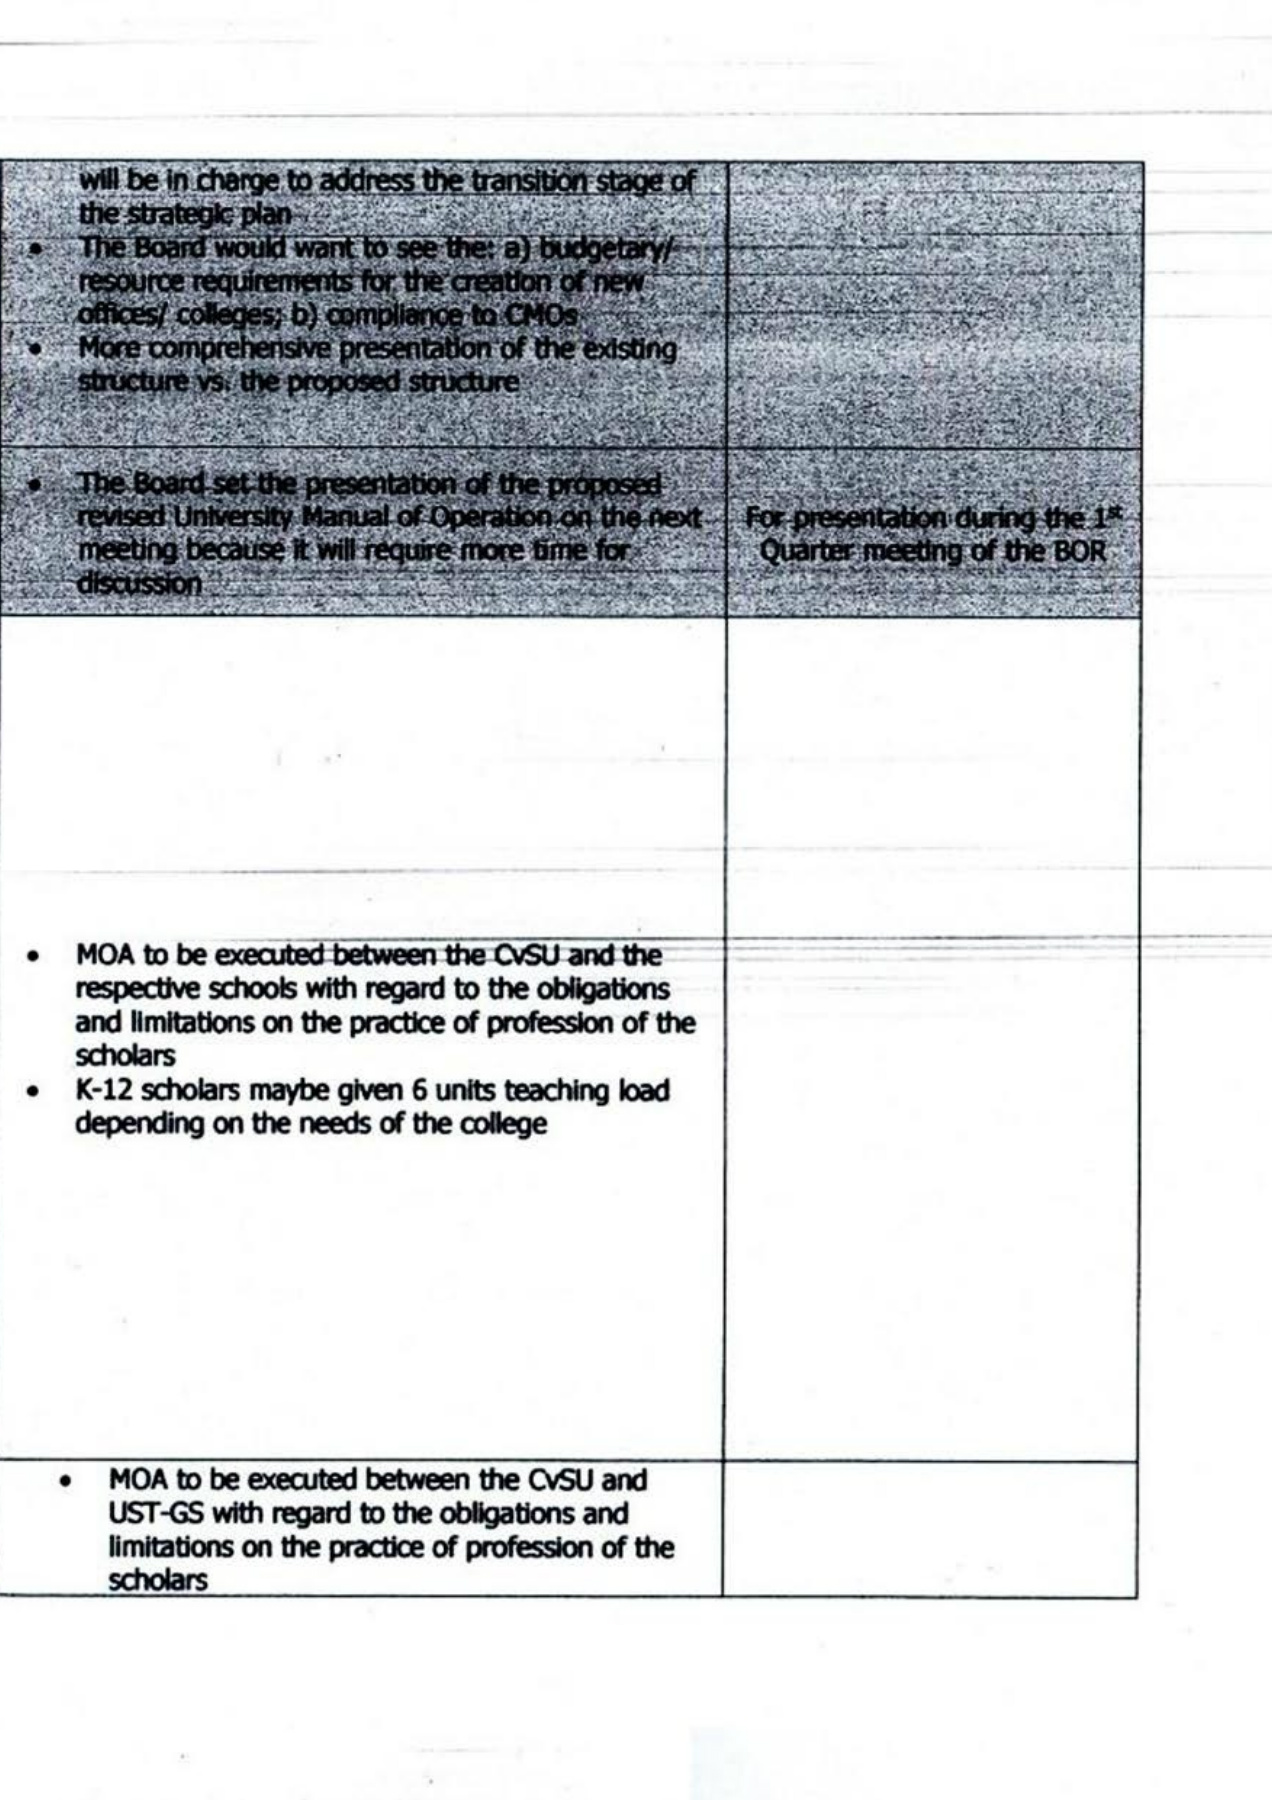 will be in charge to address the transition stage of
the strategic plan
• The Board would want to see the: a) budgetary/
resource requirements for the creation of new
offices/ colleges; b) compliance to CMOs
• More comprehensive presentation of the existing
structure vs. the proposed structure
• The Board set the presentation of the proposed
revised University Manual of Operation on the next
meeting because it will require more time for
discussion
For presentation during the 1st
Quarter meeting of the BOR
• MOA to be executed between the CvSU and the
respective schools with regard to the obligations
and limitations on the practice of profession of the
scholars
• K-12 scholars maybe given 6 units teaching load
depending on the needs of the college
• MOA to be executed between the CvSU and
UST-GS with regard to the obligations and
limitations on the practice of profession of the
scholars